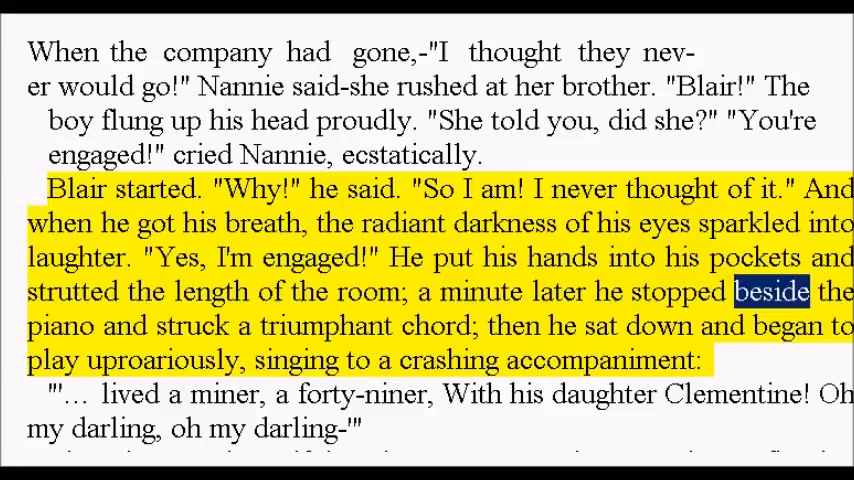 When the company had gone,-"I thought they nev-
er would go!" Nannie said-she rushed at her brother. "Blair!" The
boy flung up his head proudly. "She told you, did she?" "You're
engaged!" cried Nannie, ecstatically.
Blair started. "Why!" he said. "So I am! I never thought of it." And
when he got his breath, the radiant darkness of his eyes sparkled into
laughter. "Yes, I'm engaged!" He put his hands into his pockets and
strutted the length of the room; a minute later he stopped beside the
piano and struck a triumphant chord; then he sat down and began to
play uproariously, singing to a crashing accompaniment:
"'... lived a miner, a forty-niner, With his daughter Clementine! Oh
my darling, oh my darling-'"